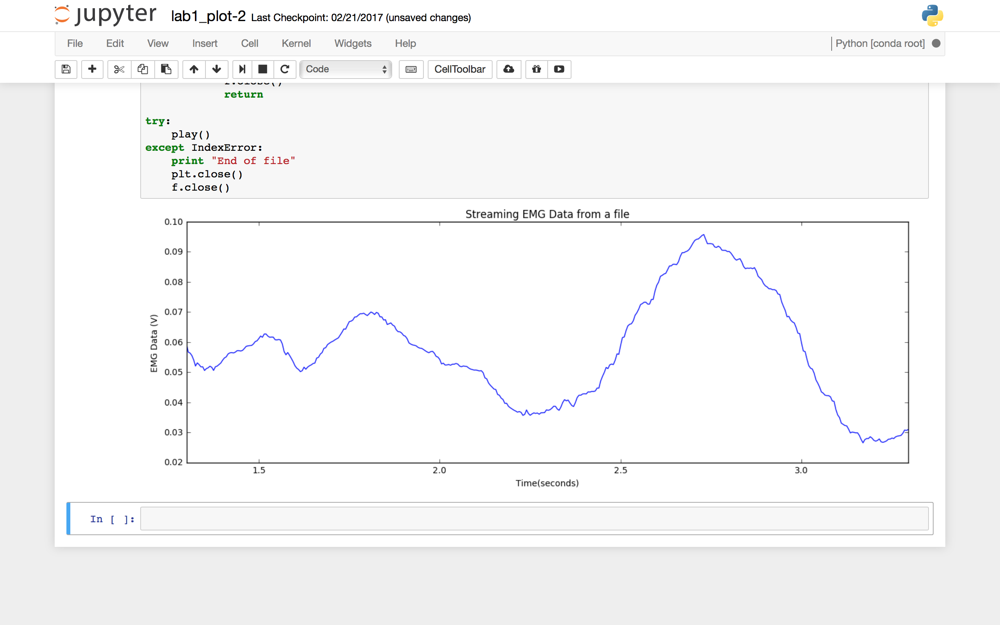 jupyter lab1_plot-2 Last Checkpoint: 02/21/2017 (unsaved changes)
File Edit View Insert Cell Kernel Widgets Help Python [conda root]
Code CellToolbar
f.close()
return
try:
play()
except IndexError:
print "End of file"
plt.close()
f.close()
Streaming EMG Data from a file
0.10
0.09
0.08
0.07
0.06
0.05
0.04
0.03
0.02
EMG Data (V)
1.5 2.0 2.5 3.0
Time(seconds)
In [ ]: